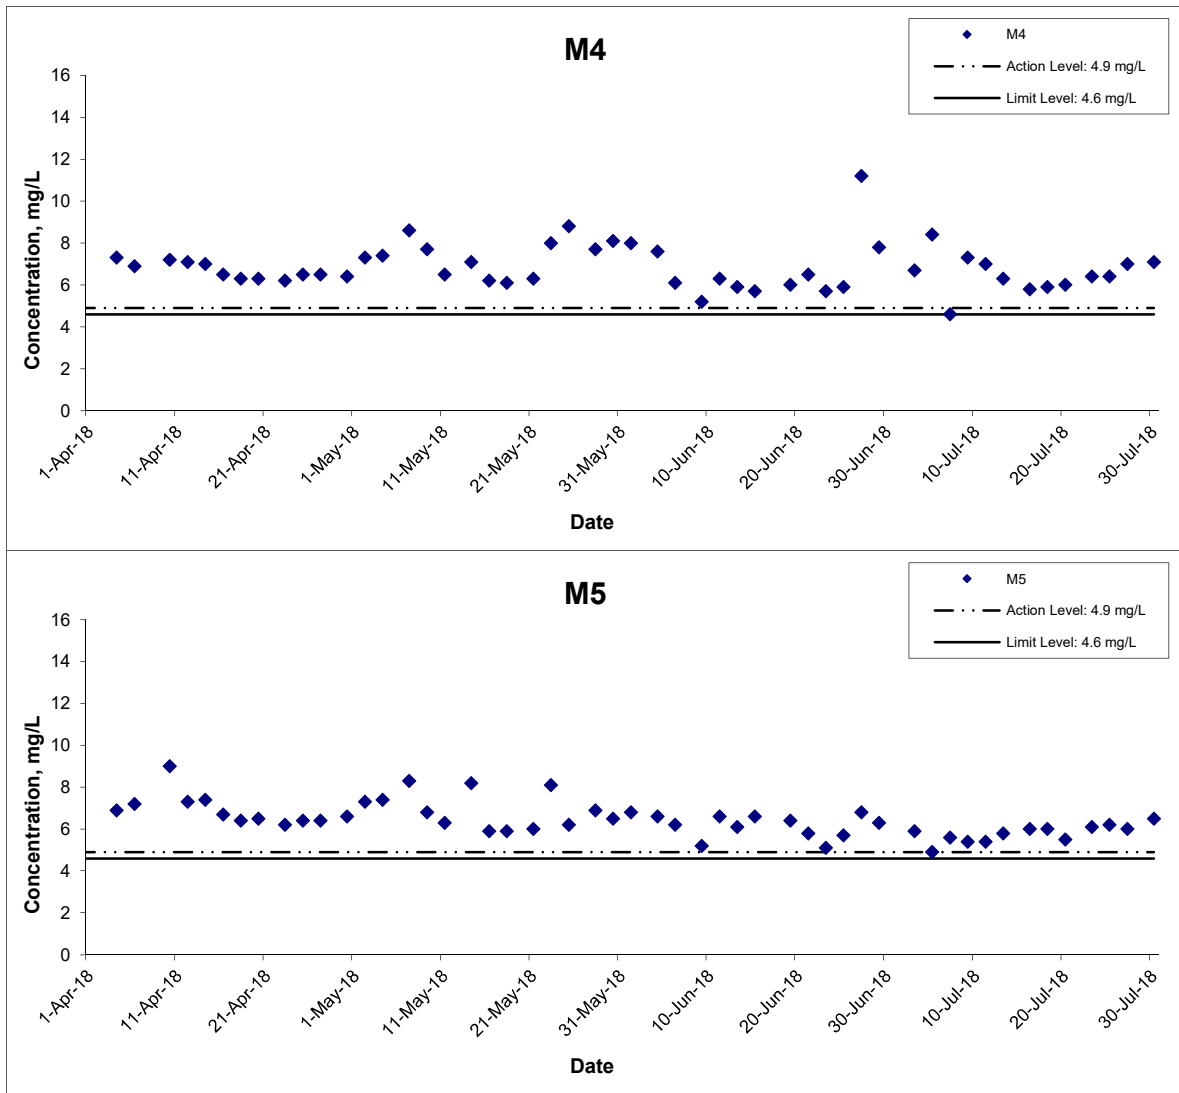 M4
M4
Action Level: 4.9 mg/L
Limit Level: 4.6 mg/L
Concentration, mg/L
16
14
12
10
8
6
4
2
0
1-Apr-18
11-Apr-18
21-Apr-18
1-May-18
11-May-18
21-May-18
31-May-18
10-Jun-18
20-Jun-18
30-Jun-18
10-Jul-18
20-Jul-18
30-Jul-18
Date
M5
M5
Action Level: 4.9 mg/L
Limit Level: 4.6 mg/L
Concentration, mg/L
16
14
12
10
8
6
4
2
0
1-Apr-18
11-Apr-18
21-Apr-18
1-May-18
11-May-18
21-May-18
31-May-18
10-Jun-18
20-Jun-18
30-Jun-18
10-Jul-18
20-Jul-18
30-Jul-18
Date